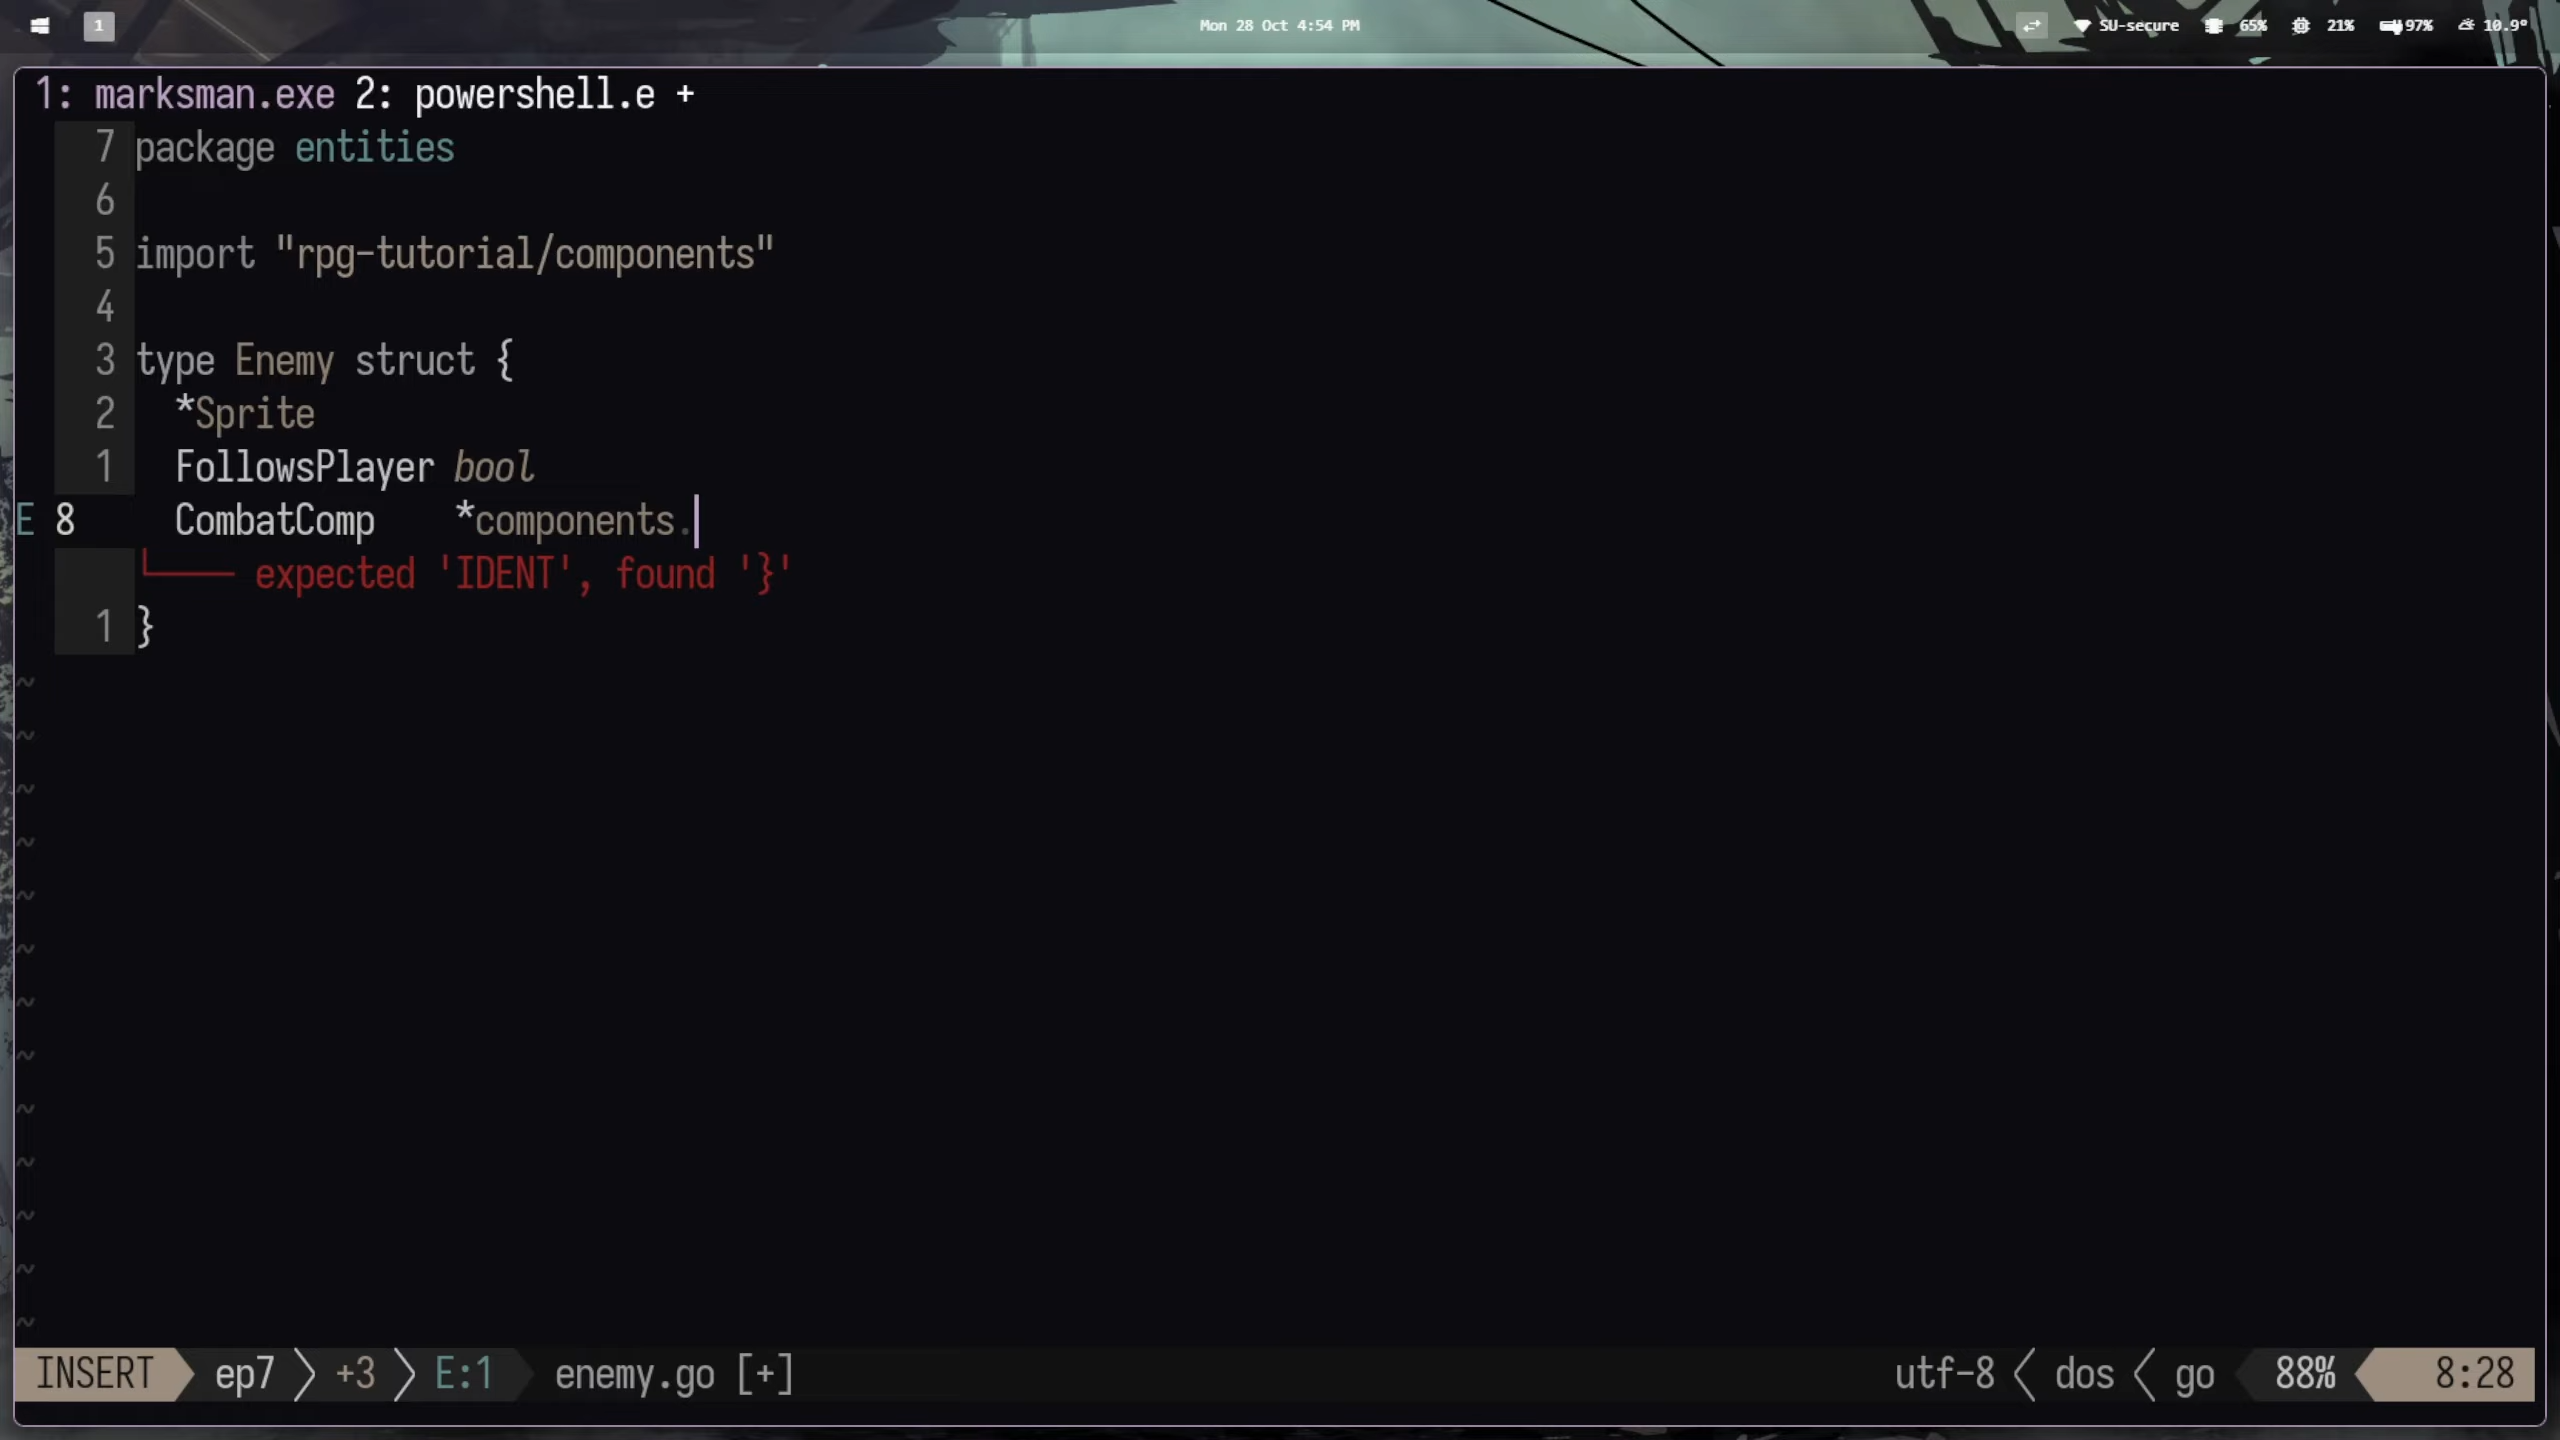 1
Mon 28 Oct 4:54 PM
SU-secure 65% 21% 97% 10.9°
1: marksman.exe 2: powershell.e +
7 package entities
6
5 import "rpg-tutorial/components"
4
3 type Enemy struct {
2 *Sprite
1 FollowsPlayer bool
E 8 CombatComp *components.
expected 'IDENT', found '}'
1 }
~
~
~
~
~
~
~
~
~
~
~
~
~
INSERT ep7 +3 E:1 enemy.go [+] utf-8 dos go 88% 8:28